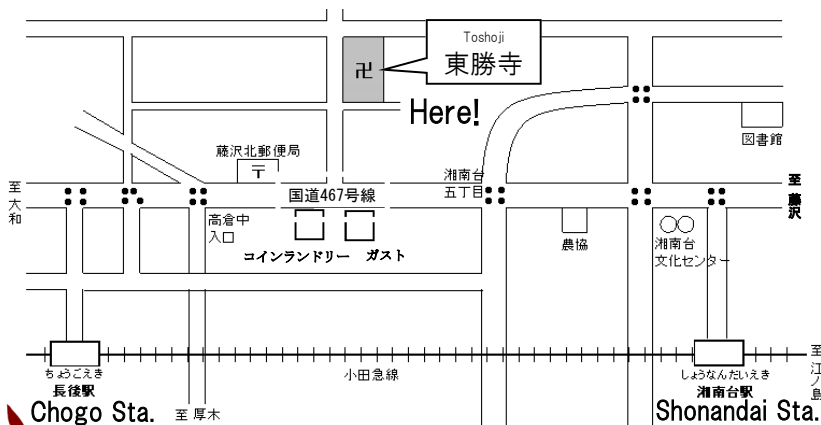 Toshoji
東勝寺
卍
Here!
図書館
藤沢北郵便局
〒
湘南台
五丁目
至
大
和
国道467号線
至
藤
沢
高倉中
入口
コインランドリー
ガスト
農協
湘南台
文化センター
ちょうごえき
長後駅
Chogo Sta.
至 厚木
小田急線
しょうなんだいえき
湘南台駅
Shonandai Sta.
至
江
ノ
島